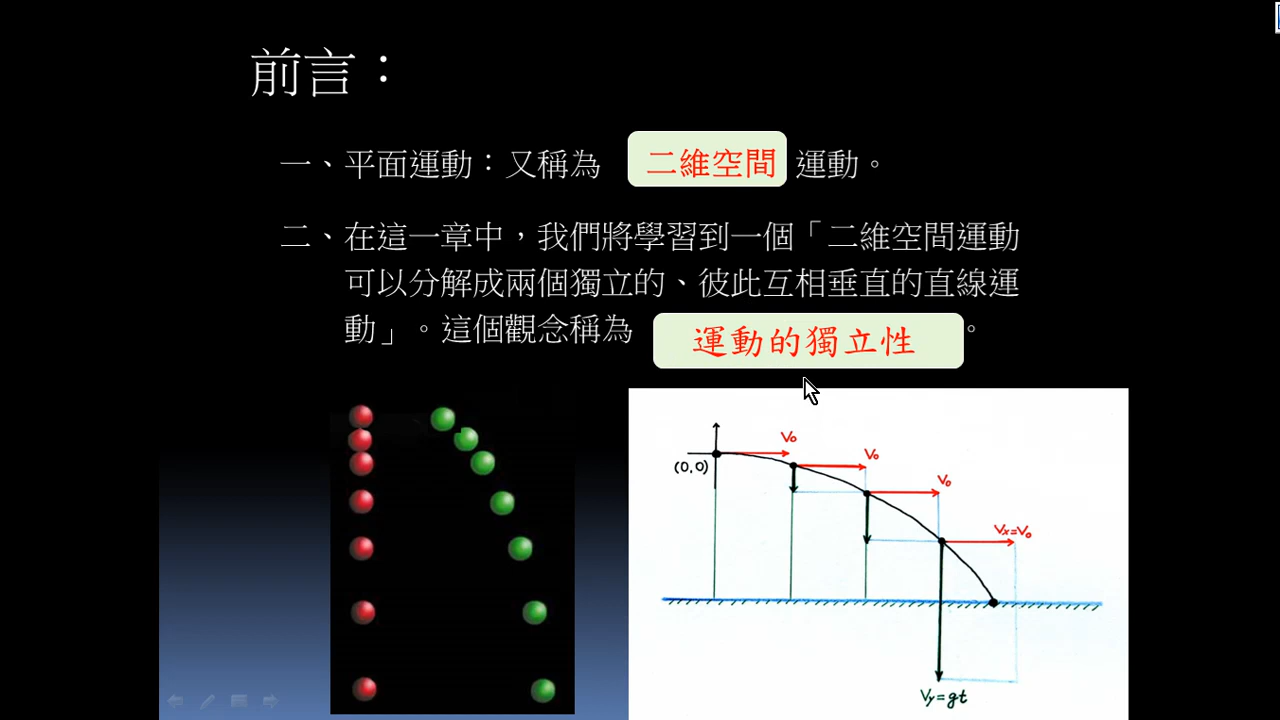 前言：
一、平面運動：又稱為 二維空間 運動。
二、在這一章中，我們將學習到一個「二維空間運動
可以分解成兩個獨立的、彼此互相垂直的直線運
動」。這個觀念稱為 運動的獨立性 。
V₀
(0,0)
V₀
V₀
Vx=V₀
Vy=gt